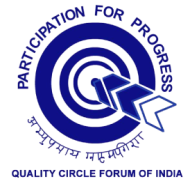 PARTICIPATION FOR PROGRESS
QUALITY CIRCLE FORUM OF INDIA